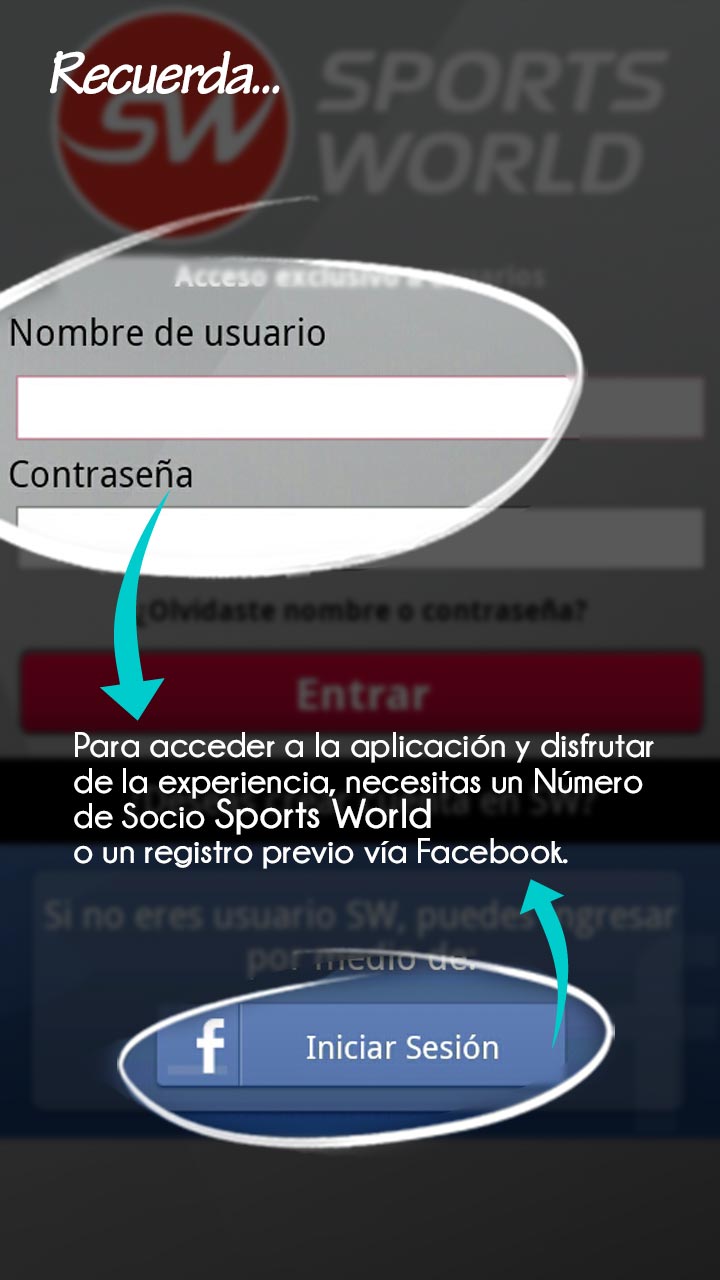 Recuerda...
SW
SPORTS
WORLD
Acceso exclusivo a usuarios
Nombre de usuario
Contraseña
¿Olvidaste nombre o contraseña?
Entrar
Para acceder a la aplicación y disfrutar
de la experiencia, necesitas un Número
de Socio Sports World
o un registro previo vía Facebook.
Si no eres usuario SW, puedes ingresar
por medio de:
f
Iniciar Sesión